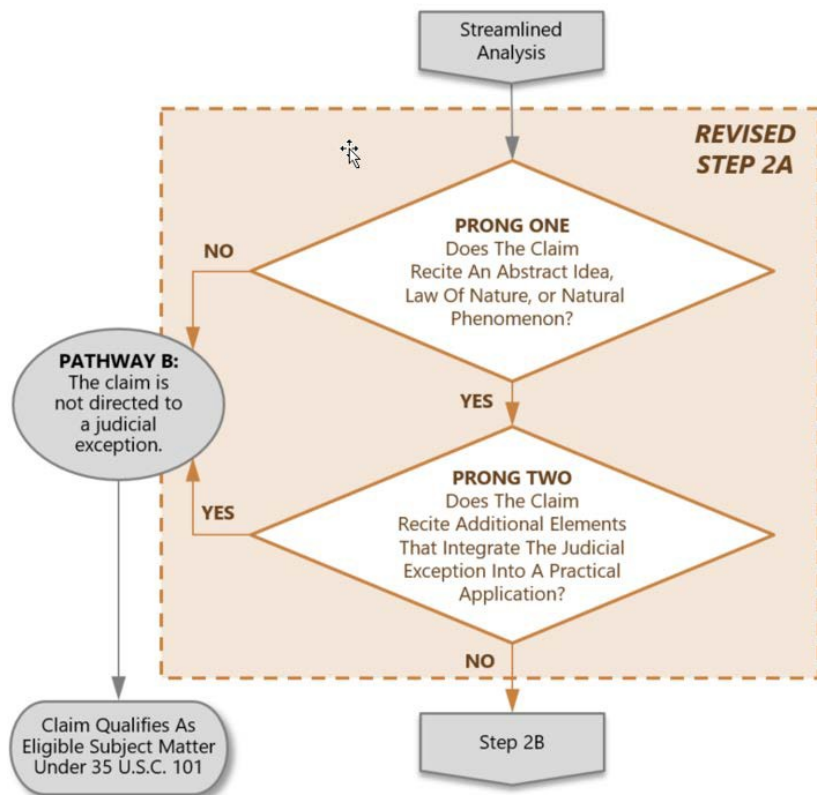 Streamlined
Analysis
REVISED
STEP 2A
PRONG ONE
Does The Claim
Recite An Abstract Idea,
Law Of Nature, or Natural
Phenomenon?
NO
PATHWAY B:
The claim is
not directed to
a judicial
exception.
YES
PRONG TWO
Does The Claim
Recite Additional Elements
That Integrate The Judicial
Exception Into A Practical
Application?
YES
NO
Claim Qualifies As
Eligible Subject Matter
Under 35 U.S.C. 101
Step 2B